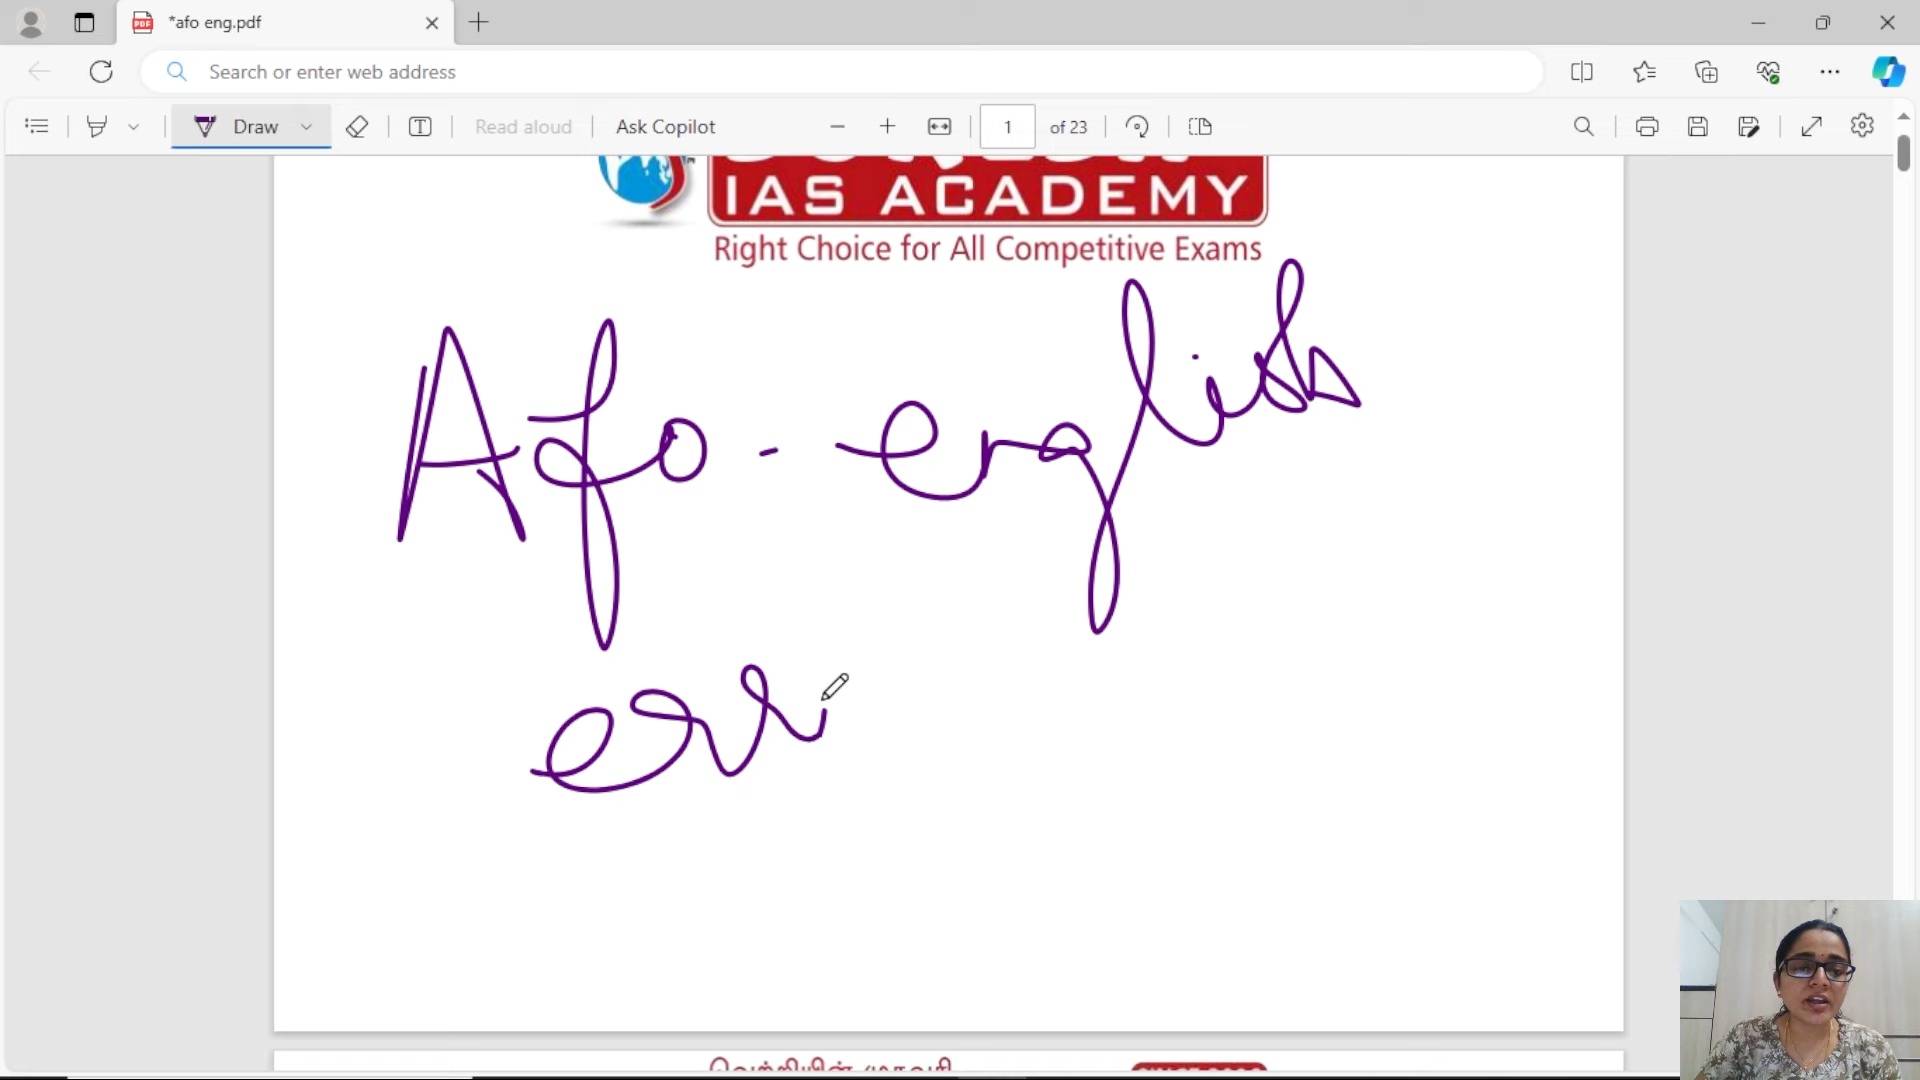 *afo eng.pdf
Search or enter web address
Draw
Read aloud
Ask Copilot
1
of 23
IAS ACADEMY
Right Choice for All Competitive Exams
Afo - english
err